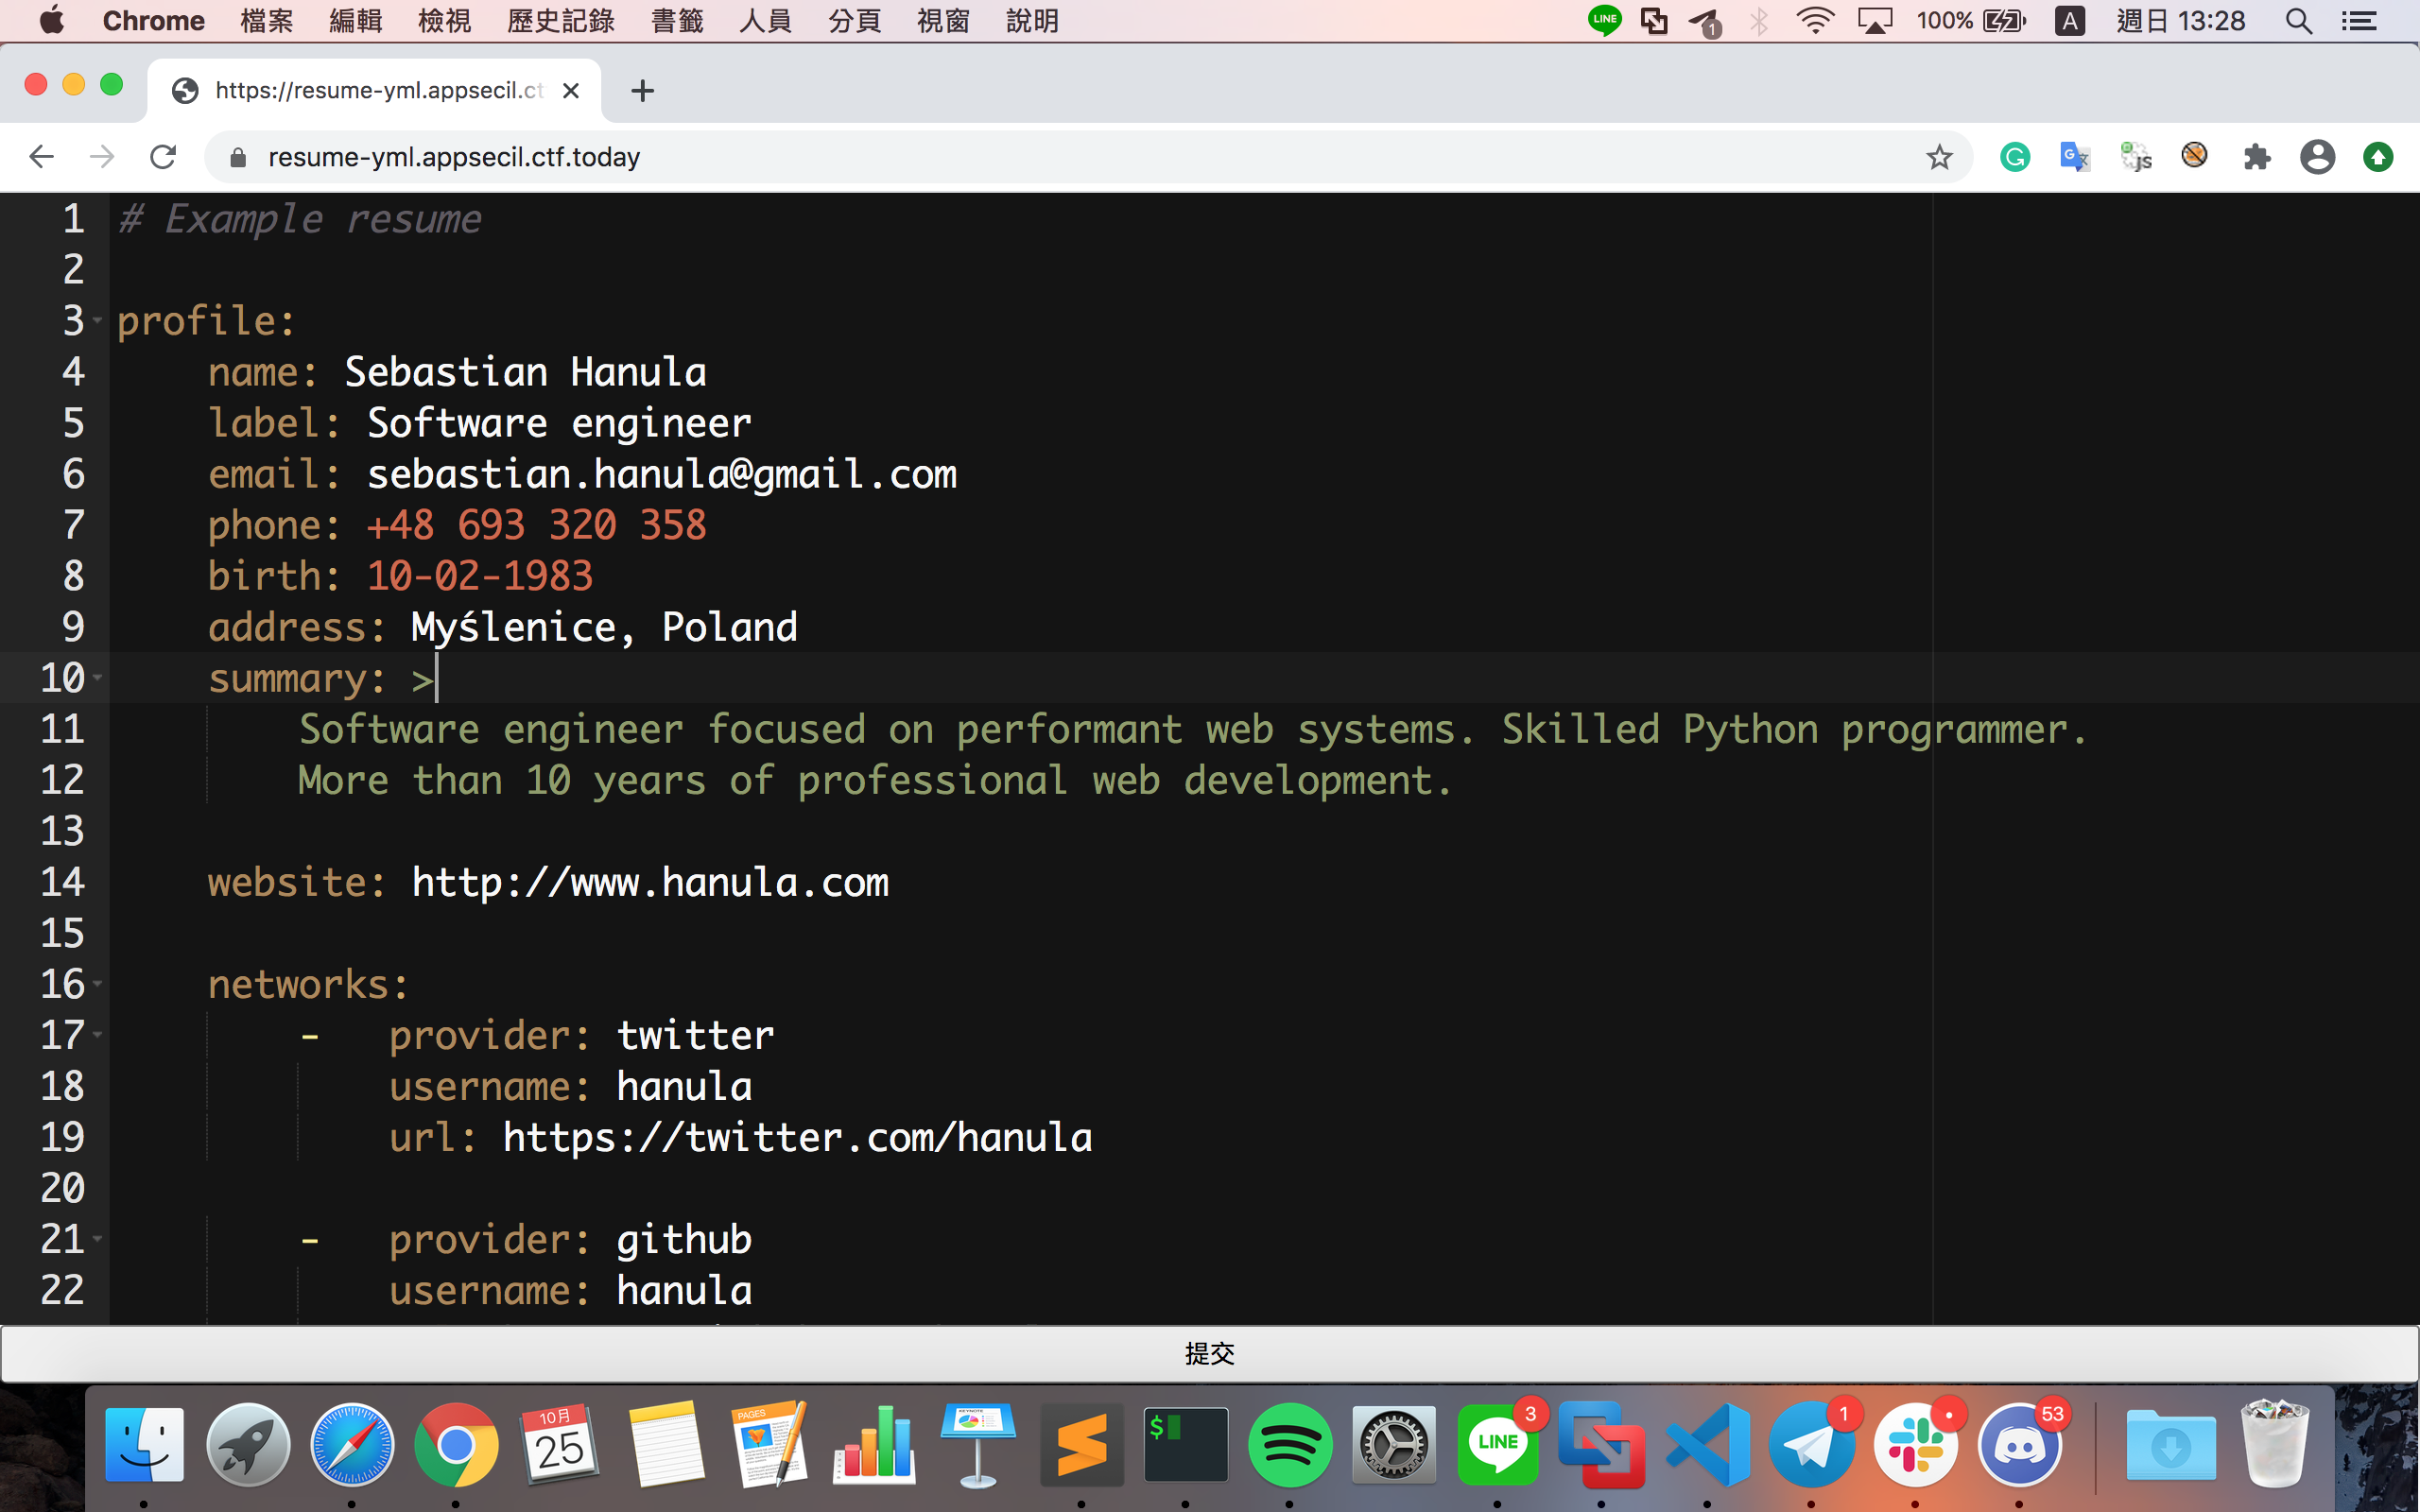 Chrome 檔案 編輯 檢視 歷史記錄 書籤 人員 分頁 視窗 說明 LINE 1 100% A 週日 13:28
https://resume-yml.appsecil.ct
resume-yml.appsecil.ctf.today
1 # Example resume
2
3 profile:
4 name: Sebastian Hanula
5 label: Software engineer
6 email: sebastian.hanula@gmail.com
7 phone: +48 693 320 358
8 birth: 10-02-1983
9 address: Myślenice, Poland
10 summary: >
11 Software engineer focused on performant web systems. Skilled Python programmer.
12 More than 10 years of professional web development.
13
14 website: http://www.hanula.com
15
16 networks:
17 - provider: twitter
18 username: hanula
19 url: https://twitter.com/hanula
20
21 - provider: github
22 username: hanula
提交
10月
25
PAGES
$
LINE
3
1
53